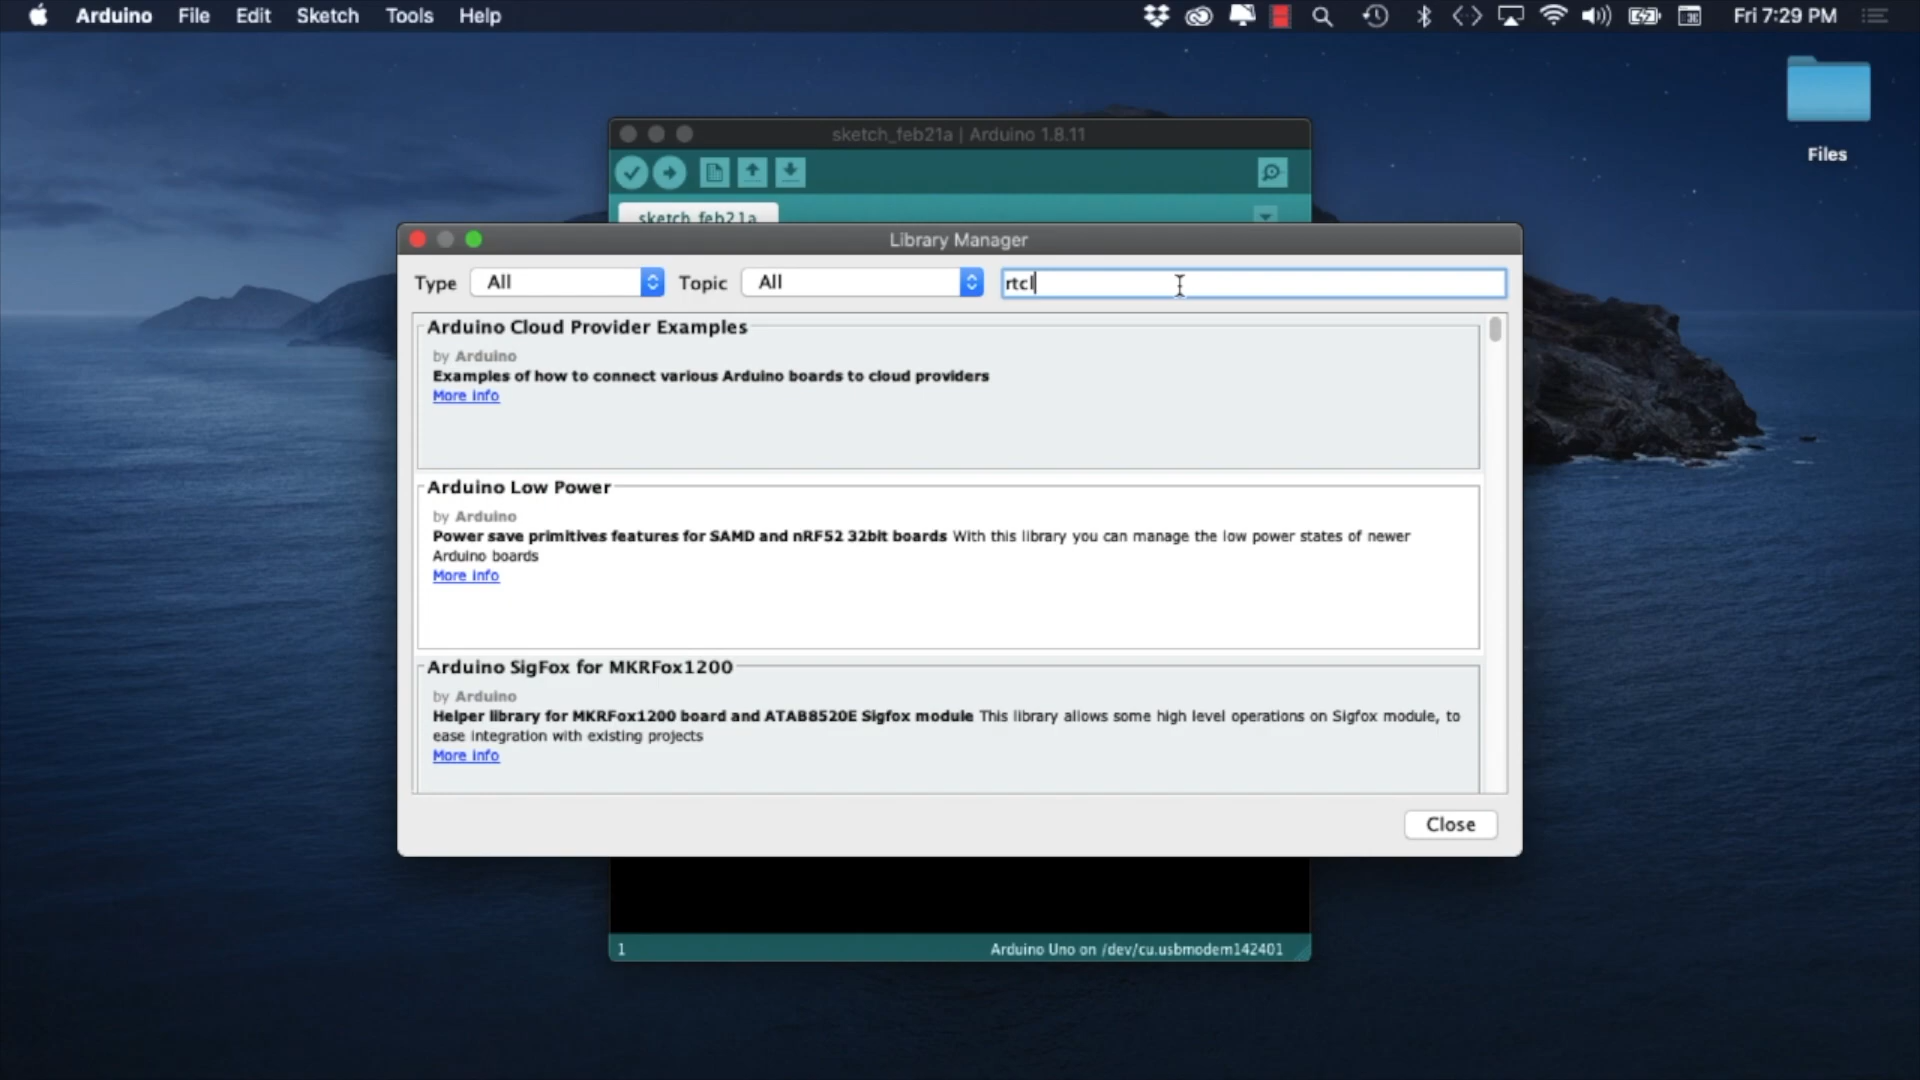 Arduino File Edit Sketch Tools Help
Fri 7:29 PM
Files
sketch_feb21a | Arduino 1.8.11
sketch_feb21a
Library Manager
Type All Topic All rtcl
Arduino Cloud Provider Examples
by Arduino
Examples of how to connect various Arduino boards to cloud providers
More info
Arduino Low Power
by Arduino
Power save primitives features for SAMD and nRF52 32bit boards With this library you can manage the low power states of newer
Arduino boards
More info
Arduino SigFox for MKRFox1200
by Arduino
Helper library for MKRFox1200 board and ATAB8520E Sigfox module This library allows some high level operations on Sigfox module, to
ease integration with existing projects
More info
Close
1 Arduino Uno on /dev/cu.usbmodem142401